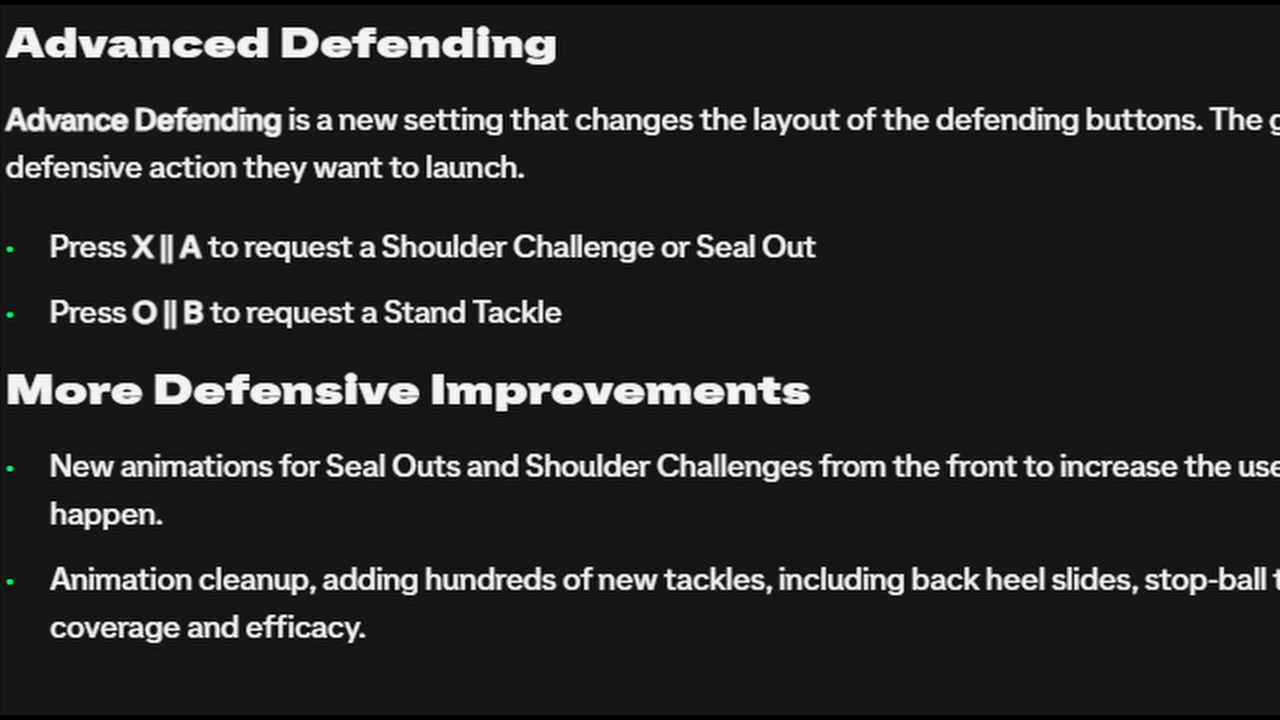 Advanced Defending
Advance Defending is a new setting that changes the layout of the defending buttons. The
defensive action they want to launch.
• Press X || A to request a Shoulder Challenge or Seal Out
• Press O || B to request a Stand Tackle
More Defensive Improvements
• New animations for Seal Outs and Shoulder Challenges from the front to increase the use
happen.
• Animation cleanup, adding hundreds of new tackles, including back heel slides, stop-ball
coverage and efficacy.